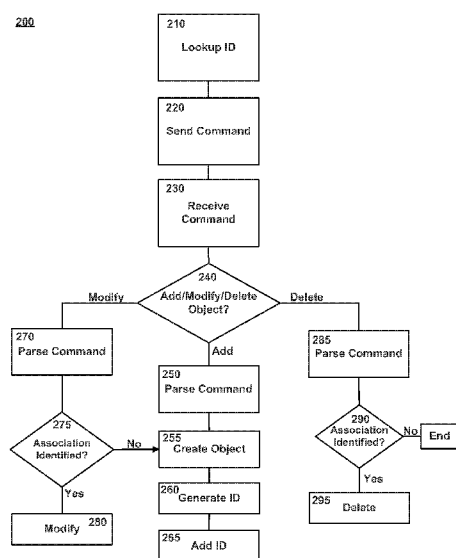 200
210
Lookup ID
220
Send Command
230
Receive
Command
240
Add/Modify/Delete
Object?
Modify
Delete
Add
270
Parse Command
250
Parse Command
285
Parse Command
275
Association
Identified?
No
255
Create Object
290
Association
Identified?
No
End
Yes
260
Generate ID
Yes
Modify
280
265
Add ID
295
Delete